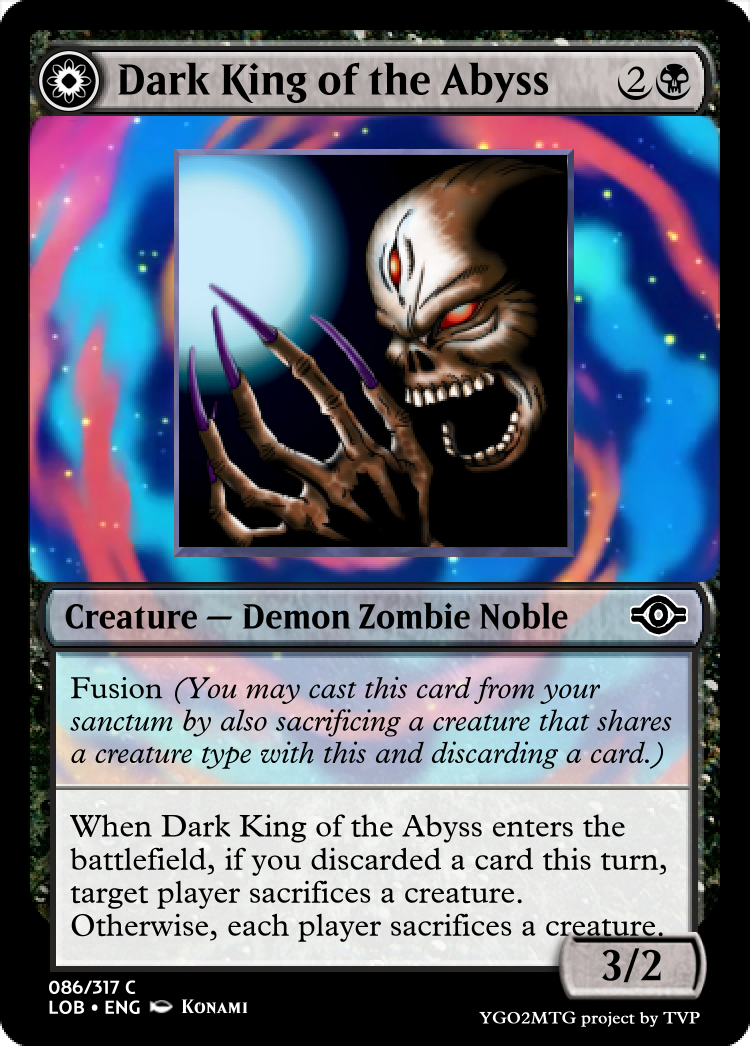 Dark King of the Abyss 2
Creature — Demon Zombie Noble
Fusion (You may cast this card from your
sanctum by also sacrificing a creature that shares
a creature type with this and discarding a card.)
When Dark King of the Abyss enters the
battlefield, if you discarded a card this turn,
target player sacrifices a creature.
Otherwise, each player sacrifices a creature.
3/2
086/317 C
LOB • ENG Konami
YGO2MTG project by TVP